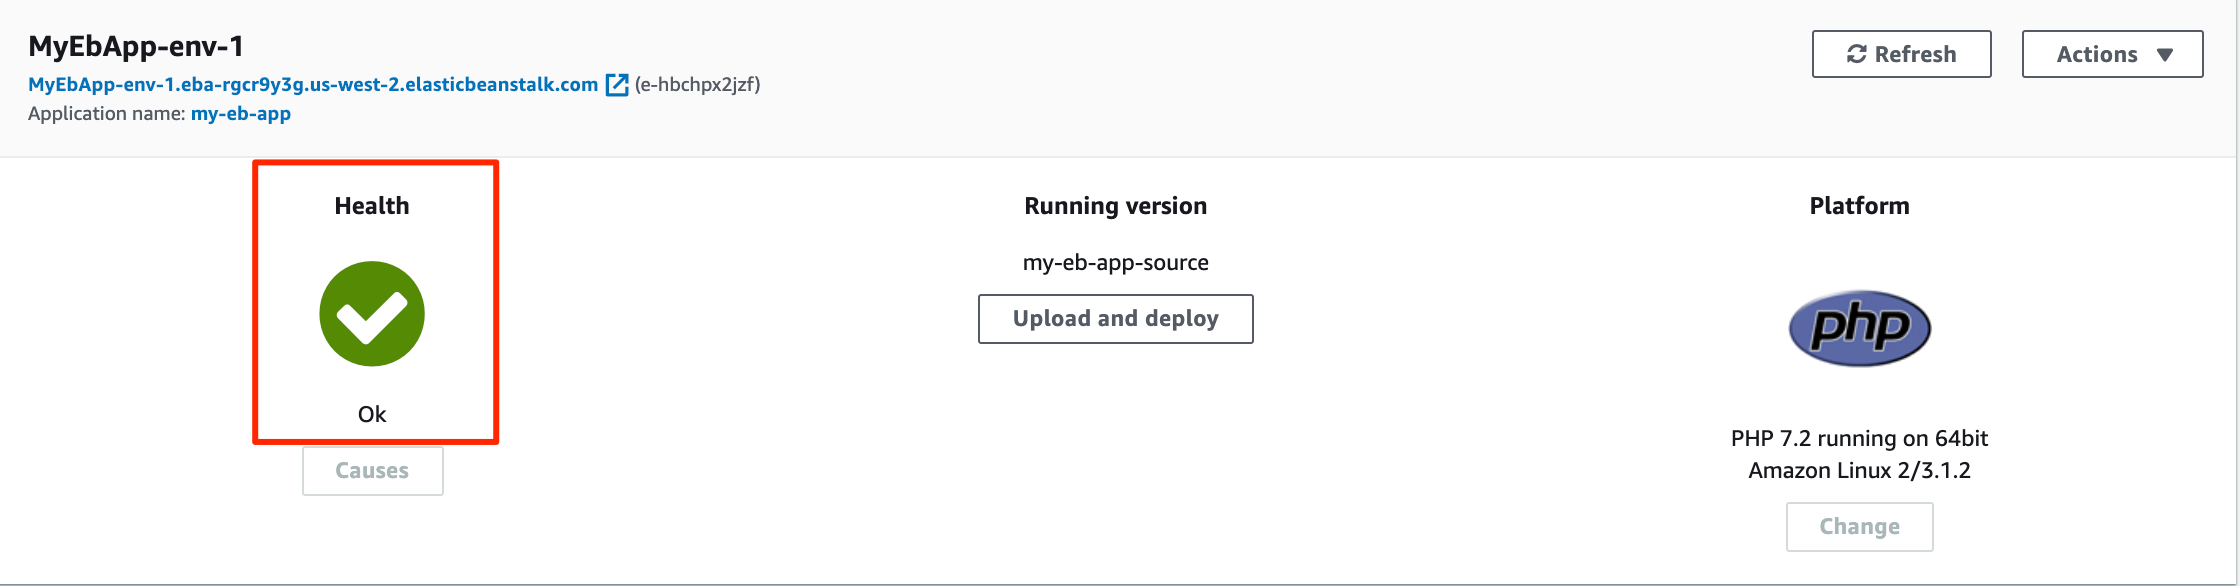 MyEbApp-env-1
Refresh
Actions
MyEbApp-env-1.eba-rgcr9y3g.us-west-2.elasticbeanstalk.com (e-hbchpx2jzf)
Application name: my-eb-app
Health
Ok
Causes
Running version
my-eb-app-source
Upload and deploy
Platform
php
PHP 7.2 running on 64bit
Amazon Linux 2/3.1.2
Change